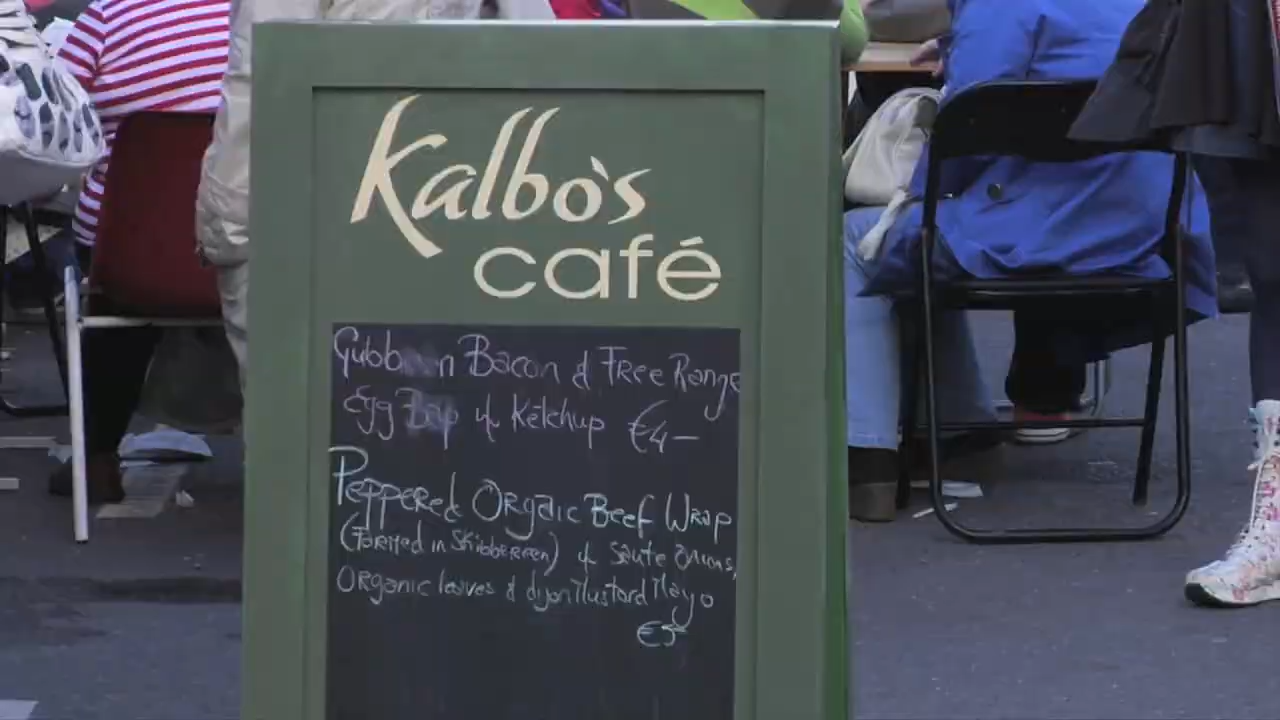 Kalbo's
café
Bacon & Free Range
Egg w/ Ketchup €4-
Peppered Orgaic Beef Wrap
(Farmed in Skibbereen) w/ Saute Onions,
Organic leaves & dijon Mustard Mayo
€5-